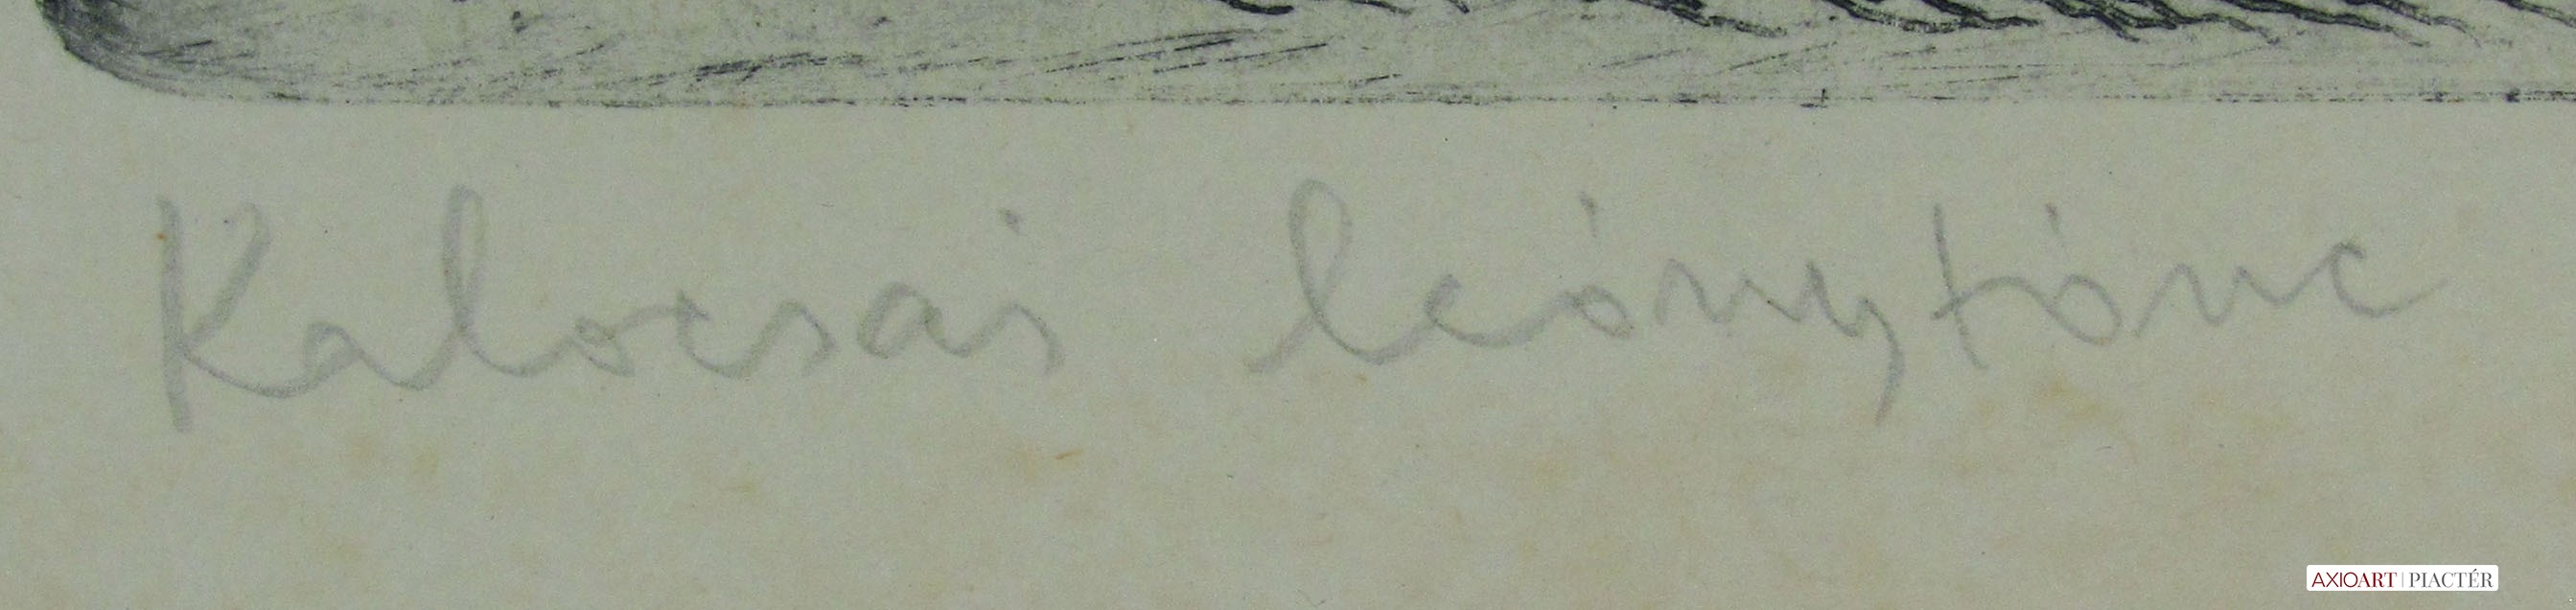 Kalocsai leánytánc
AXIOART | PIACTÉR